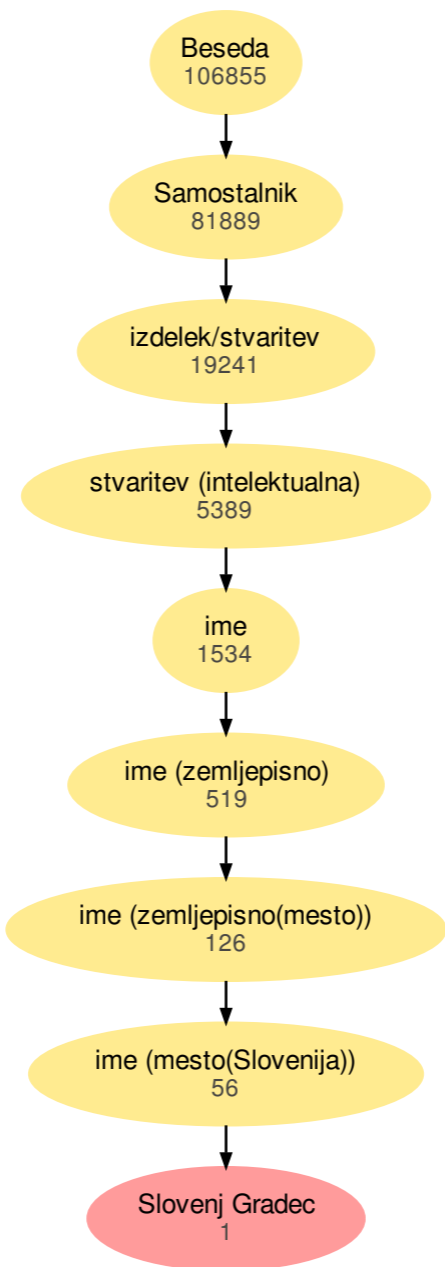 Beseda
106855
Samostalnik
81889
izdelek/stvaritev
19241
stvaritev (intelektualna)
5389
ime
1534
ime (zemljepisno)
519
ime (zemljepisno(mesto))
126
ime (mesto(Slovenija))
56
Slovenj Gradec
1